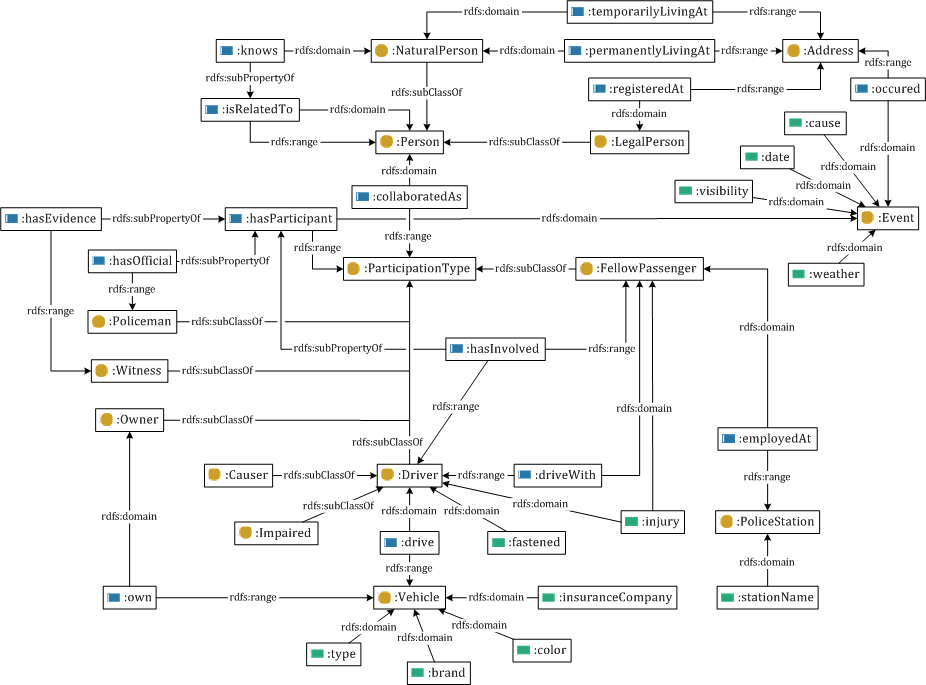 rdfs:domain :temporarilyLivingAt rdfs:range
:knows rdfs:domain :NaturalPerson rdfs:domain :permanentlyLivingAt rdfs:range :Address
rdfs:range
rdfs:subPropertyOf
rdfs:subClassOf :registeredAt rdfs:range :occured
:isRelatedTo rdfs:domain rdfs:domain
:cause
rdfs:range :Person rdfs:subClassOf :LegalPerson rdfs:domain
:date rdfs:domain
rdfs:domain
rdfs:domain
:collaboratedAs :visibility rdfs:domain
:hasEvidence rdfs:subPropertyOf :hasParticipant rdfs:domain :Event
rdfs:range
rdfs:range rdfs:domain
:hasOfficial rdfs:subPropertyOf
:ParticipationType rdfs:subClassOf :FellowPassenger :weather
rdfs:range
rdfs:range
:Policeman rdfs:subClassOf rdfs:domain
rdfs:subPropertyOf :hasInvolved rdfs:range
:Witness rdfs:subClassOf
rdfs:range rdfs:domain
:Owner rdfs:subClassOf
rdfs:subClassOf :employedAt
:Causer rdfs:subClassOf :Driver rdfs:range :driveWith rdfs:range
rdfs:subClassOf rdfs:domain rdfs:domain rdfs:domain
rdfs:domain :injury :PoliceStation
:Impaired :drive :fastened
rdfs:range rdfs:domain
:own rdfs:range :Vehicle rdfs:domain :insuranceCompany :stationName
rdfs:domain rdfs:domain rdfs:domain
:type :color
:brand